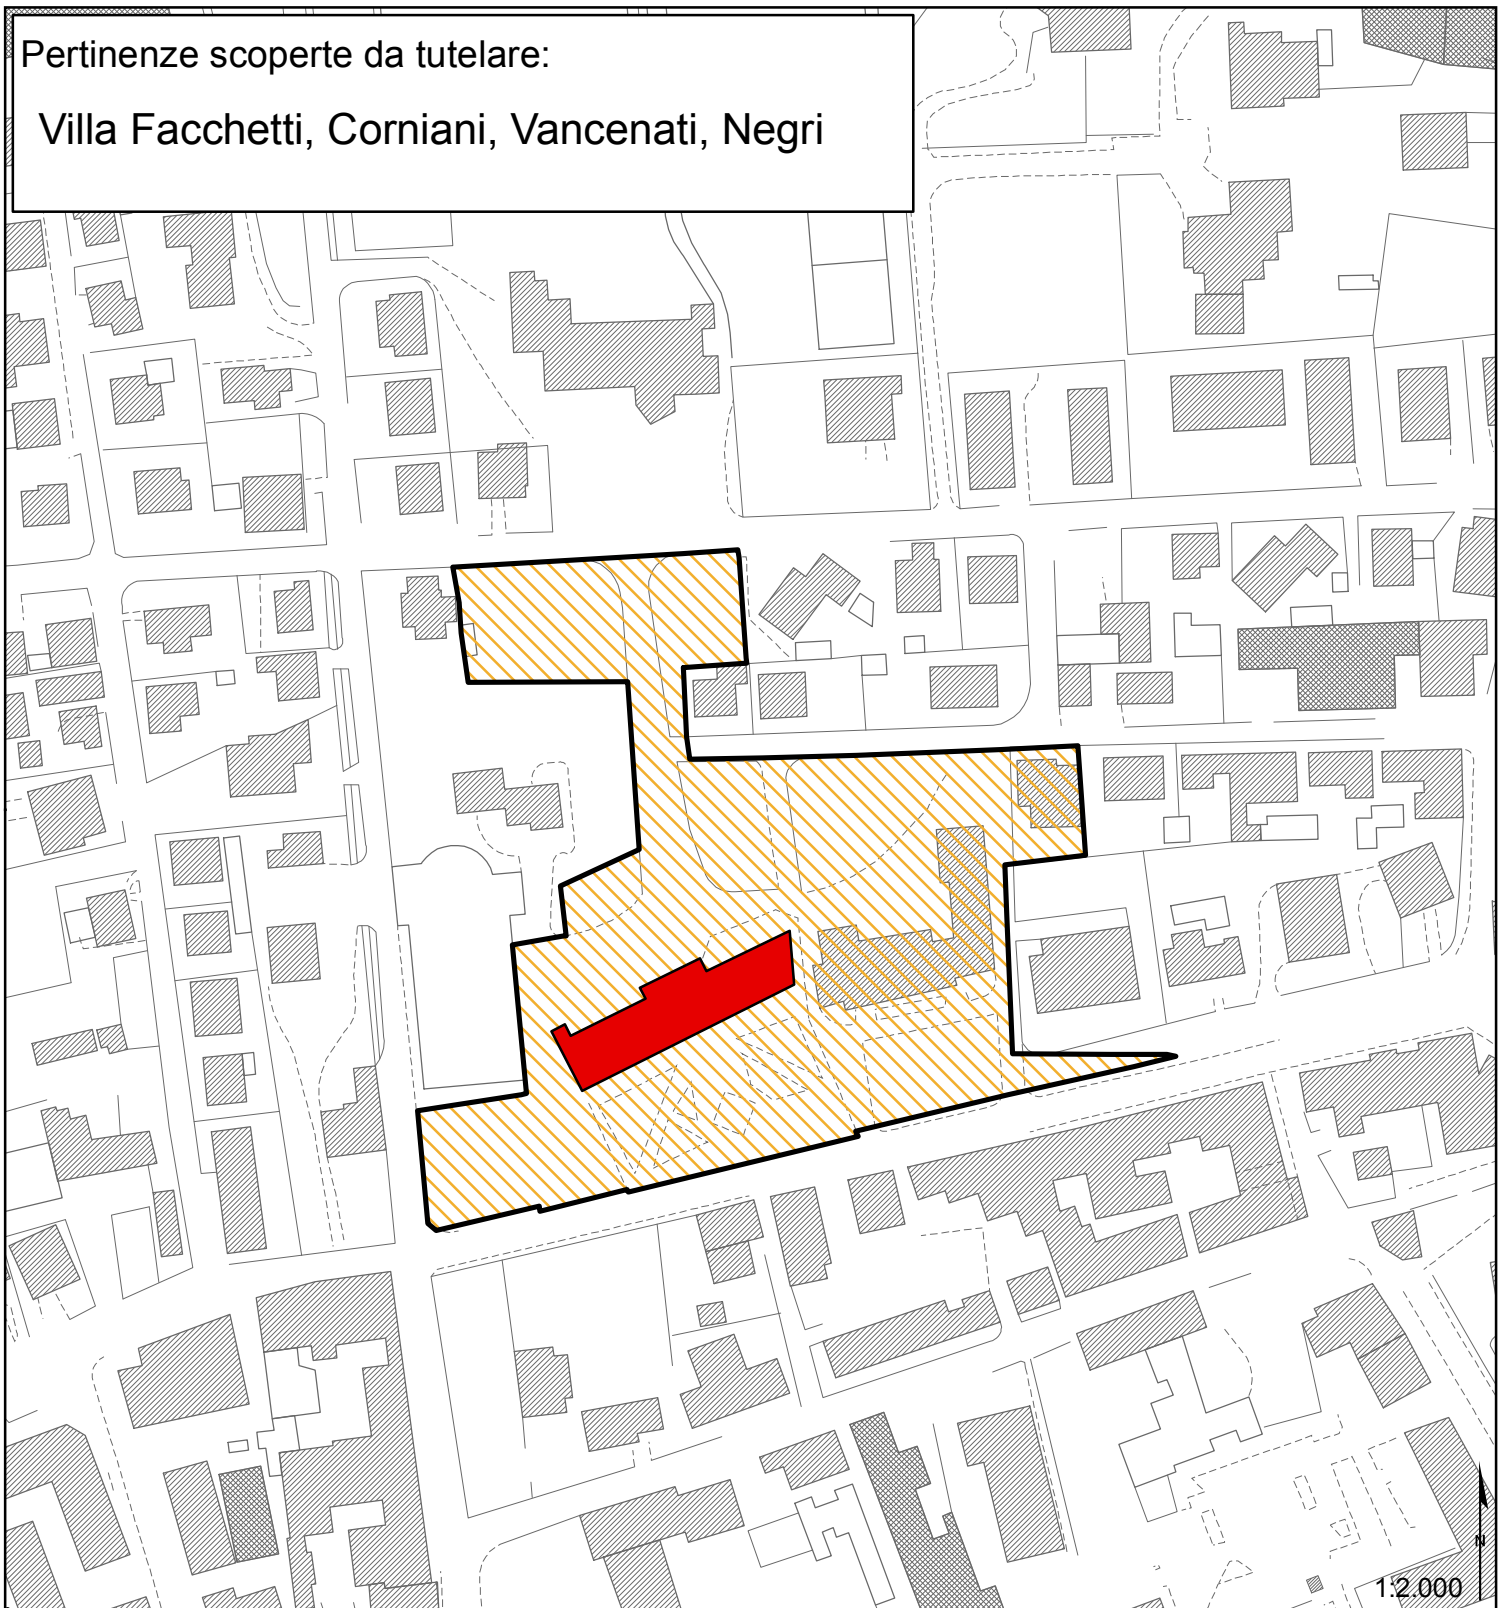 Pertinenze scoperte da tutelare:
Villa Facchetti, Corniani, Vancenati, Negri
N
1:2.000